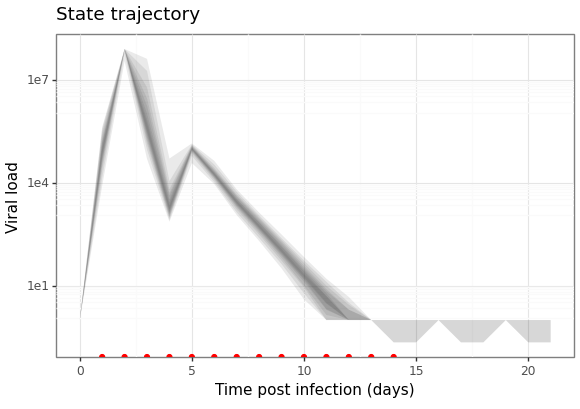 State trajectory
Viral load
1e7
1e4
1e1
0 5 10 15 20
Time post infection (days)